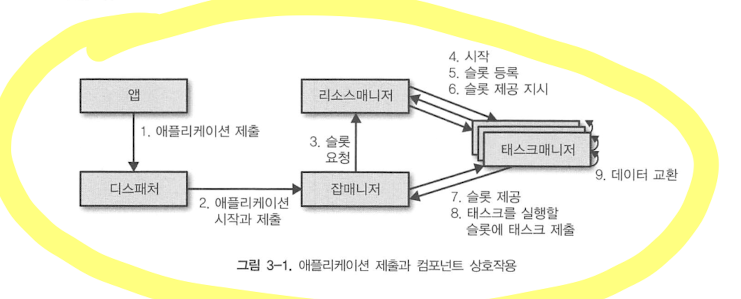 4. 시작
5. 슬롯 등록
6. 슬롯 제공 지시
앱
리소스매니저
1. 애플리케이션 제출
3. 슬롯
요청
태스크매니저
9. 데이터 교환
디스패처
잡매니저
2. 애플리케이션
시작과 제출
7. 슬롯 제공
8. 태스크를 실행할
슬롯에 태스크 제출
그림 3-1. 애플리케이션 제출과 컴포넌트 상호작용